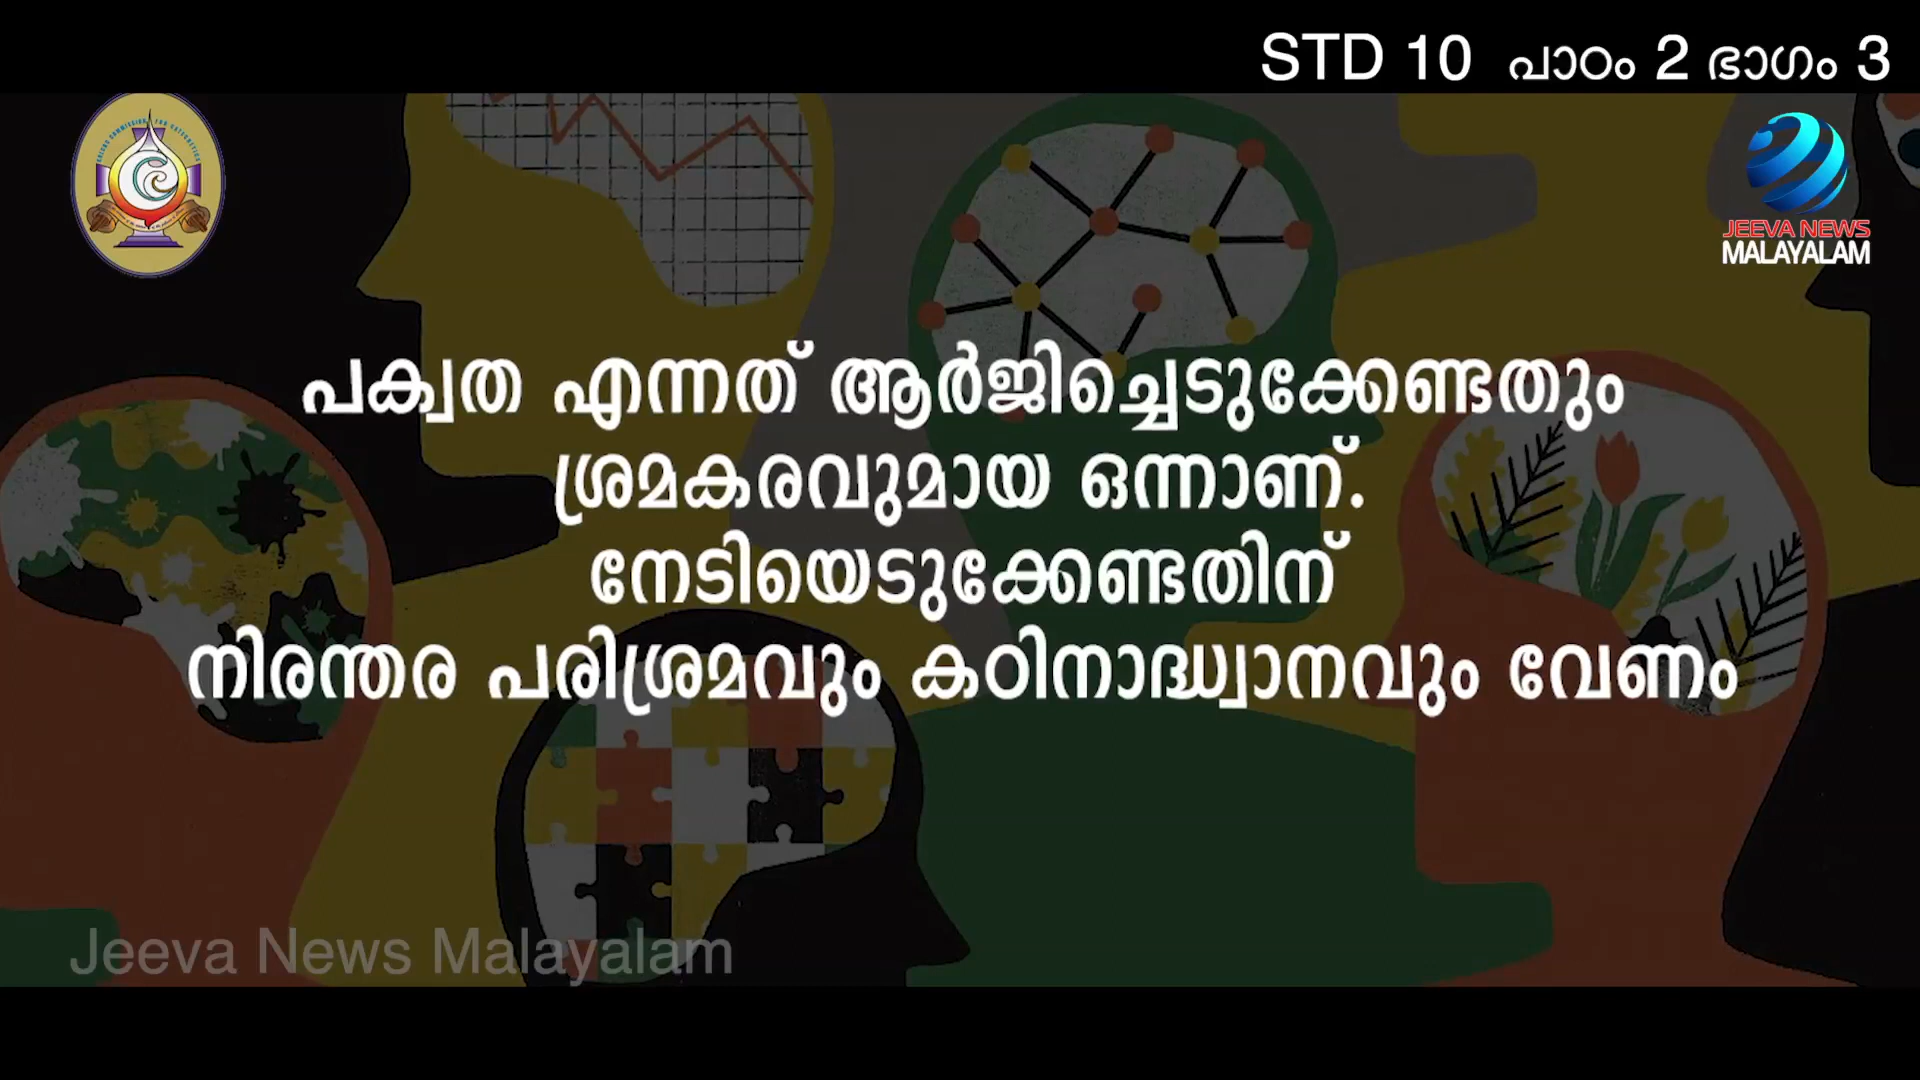 STD 10 പാഠം 2 ഭാഗം 3
JEEVA NEWS
MALAYALAM
പക്വത എന്നത് ആർജിച്ചെടുക്കേണ്ടതും
ശ്രമകരവുമായ ഒന്നാണ്.
നേടിയെടുക്കേണ്ടതിന്
നിരന്തര പരിശ്രമവും കഠിനാദ്ധ്വാനവും വേണം
Jeeva News Malayalam